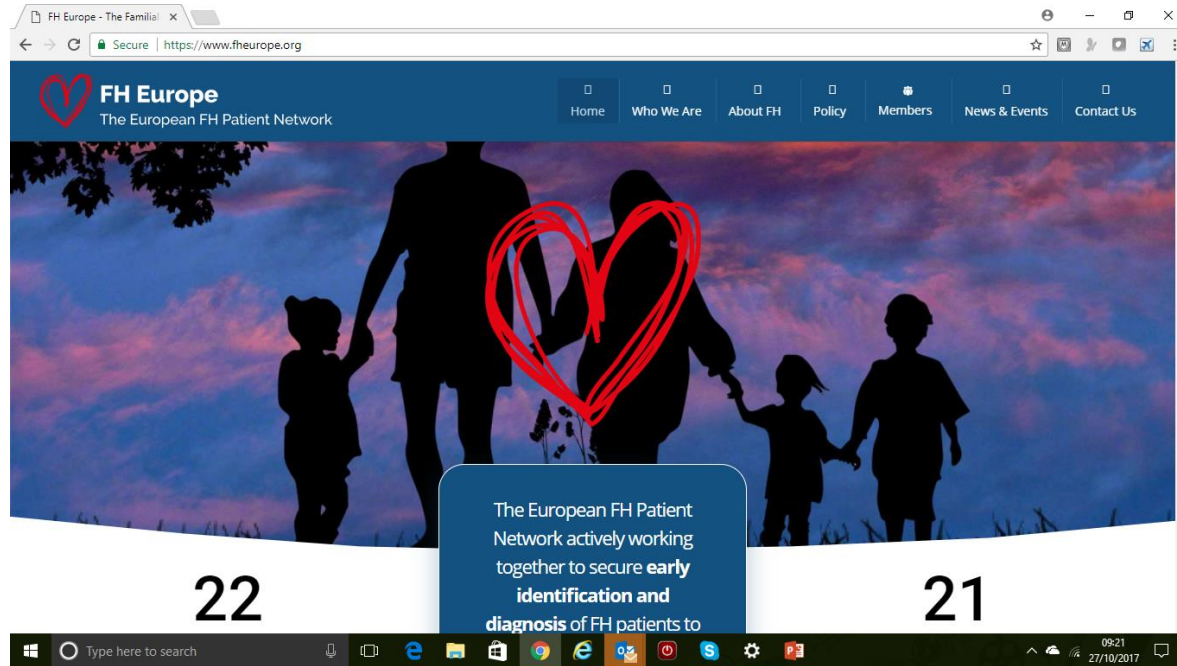 FH Europe - The Familial
Secure | https://www.fheurope.org
FH Europe
The European FH Patient Network
Home
Who We Are
About FH
Policy
Members
News & Events
Contact Us
The European FH Patient
Network actively working
together to secure early
identification and
diagnosis of FH patients to
22
21
Type here to search
09:21
27/10/2017